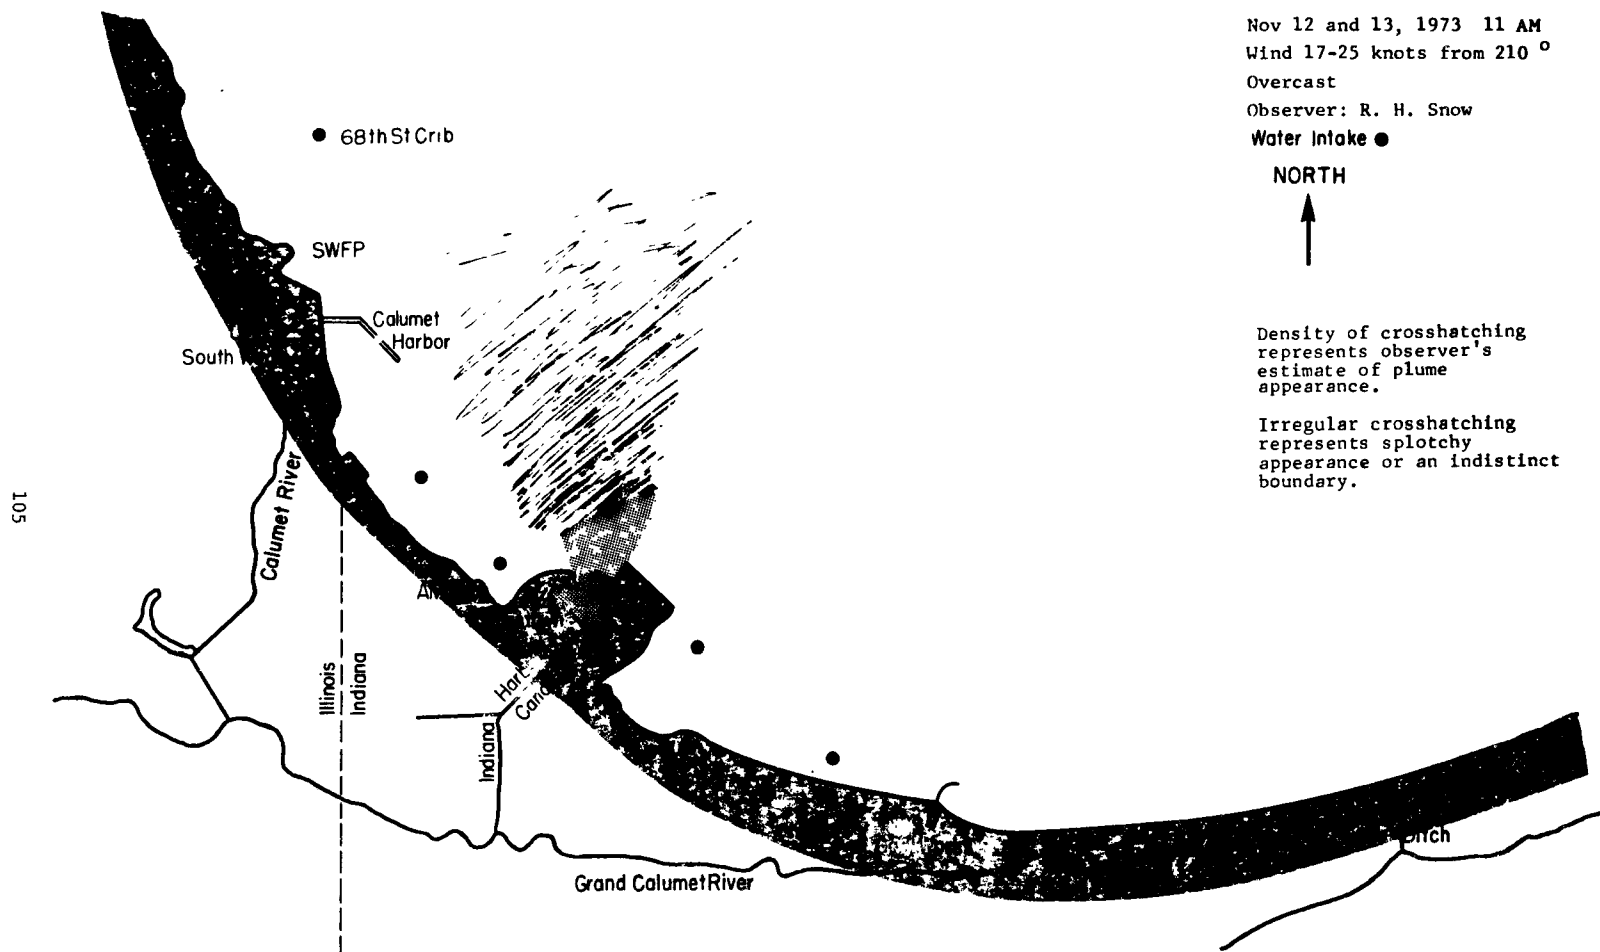 Nov 12 and 13, 1973 11 AM
Wind 17-25 knots from 210 °
Overcast
Observer: R. H. Snow
Water Intake
NORTH
68th St Crib
SWFP
Calumet
Harbor
South
Density of crosshatching
represents observer's
estimate of plume
appearance.
Irregular crosshatching
represents splotchy
appearance or an indistinct
boundary.
105
Calumet River
Illinois
Indiana
Indiana
Grand Calumet River